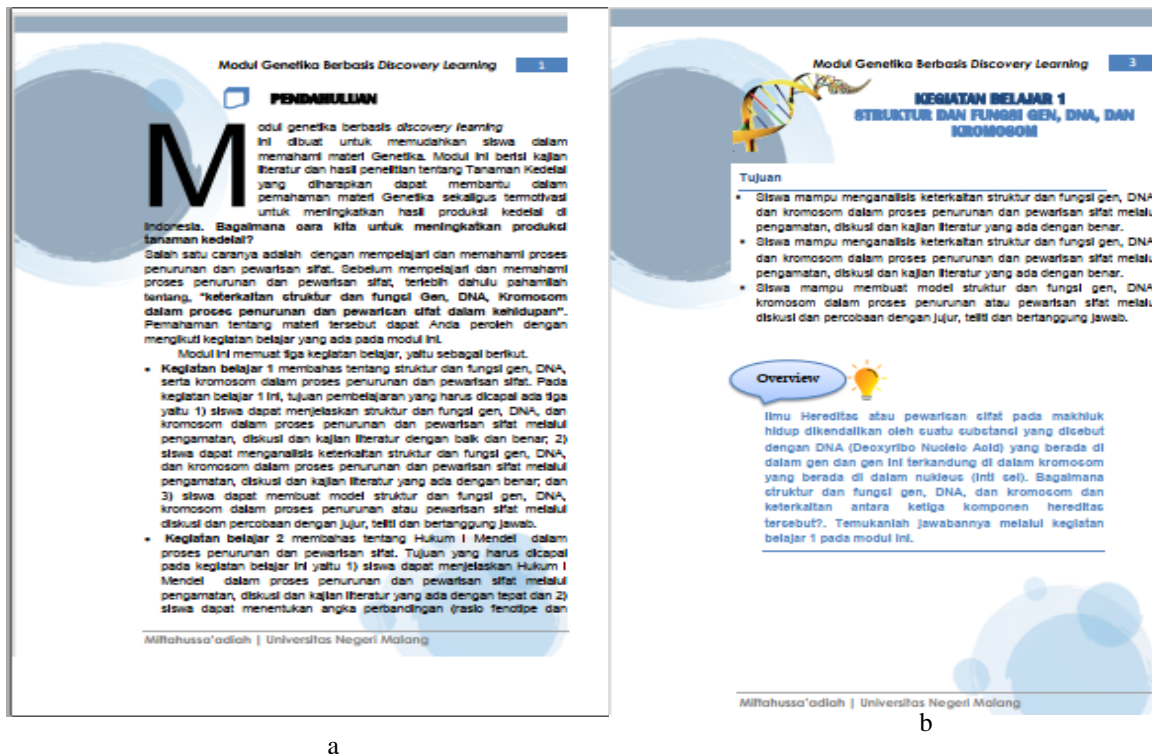 Modul Genetika Berbasis Discovery Learning 1
PENDAHULUAN
Modul genetika berbasis discovery learning
ini dibuat untuk memudahkan siswa dalam
memahami materi Genetika. Modul ini berisi kajian
literatur dan hasil penelitian tentang Tanaman Kedelai
yang diharapkan dapat membantu dalam
pemahaman materi Genetika sekaligus termotivasi
untuk meningkatkan hasil produksi kedelai di
Indonesia. Bagaimana cara kita untuk meningkatkan produksi
tanaman kedelai?
Salah satu caranya adalah dengan mempelajari dan memahami proses
penurunan dan pewarisan sifat. Sebelum mempelajari dan memahami
proses penurunan dan pewarisan sifat, terlebih dahulu pahamilah
tentang, "keterkaitan struktur dan fungsi Gen, DNA, Kromosom
dalam proses penurunan dan pewarisan sifat dalam kehidupan".
Pemahaman tentang materi tersebut dapat Anda peroleh dengan
mengikuti kegiatan belajar yang ada pada modul ini.
Modul ini memuat tiga kegiatan belajar, yaitu sebagai berikut.
• Kegiatan belajar 1 membahas tentang struktur dan fungsi gen, DNA,
serta kromosom dalam proses penurunan dan pewarisan sifat. Pada
kegiatan belajar 1 ini, tujuan pembelajaran yang harus dicapai ada tiga
yaitu 1) siswa dapat menjelaskan struktur dan fungsi gen, DNA, dan
kromosom dalam proses penurunan dan pewarisan sifat melalui
pengamatan, diskusi dan kajian literatur dengan baik dan benar; 2)
siswa dapat menganalisis keterkaitan struktur dan fungsi gen, DNA,
dan kromosom dalam proses penurunan dan pewarisan sifat melalui
pengamatan, diskusi dan kajian literatur yang ada dengan benar; dan
3) siswa dapat membuat model struktur dan fungsi gen, DNA,
kromosom dalam proses penurunan atau pewarisan sifat melalui
diskusi dan percobaan dengan jujur, teliti dan bertanggung jawab.
• Kegiatan belajar 2 membahas tentang Hukum I Mendel dalam
proses penurunan dan pewarisan sifat. Tujuan yang harus dicapai
pada kegiatan belajar ini yaitu 1) siswa dapat menjelaskan Hukum I
Mendel dalam proses penurunan dan pewarisan sifat melalui
pengamatan, diskusi dan kajian literatur yang ada dengan tepat dan 2)
siswa dapat menentukan angka perbandingan (rasio fenotipe dan
Miftahussa'adiah | Universitas Negeri Malang
a
Modul Genetika Berbasis Discovery Learning 3
KEGIATAN BELAJAR 1
STRUKTUR DAN FUNGSI GEN, DNA, DAN
KROMOSOM
Tujuan
• Siswa mampu menganalisis keterkaitan struktur dan fungsi gen, DNA
dan kromosom dalam proses penurunan dan pewarisan sifat melalu
pengamatan, diskusi dan kajian literatur yang ada dengan benar.
• Siswa mampu menganalisis keterkaitan struktur dan fungsi gen, DNA
dan kromosom dalam proses penurunan dan pewarisan sifat melalu
pengamatan, diskusi dan kajian literatur yang ada dengan benar.
• Siswa mampu membuat model struktur dan fungsi gen, DNA
kromosom dalam proses penurunan atau pewarisan sifat melalu
diskusi dan percobaan dengan jujur, teliti dan bertanggung jawab.
Overview
Ilmu Hereditas atau pewarisan sifat pada makhluk
hidup dikendalikan oleh suatu substansi yang disebut
dengan DNA (Deoxyribo Nucleic Acid) yang berada di
dalam gen dan gen ini terkandung di dalam kromosom
yang berada di dalam nukleus (inti sel). Bagaimana
struktur dan fungsi gen, DNA, dan kromosom dan
keterkaitan antara ketiga komponen hereditas
tersebut?. Temukanlah jawabannya melalui kegiatan
belajar 1 pada modul ini.
Miftahussa'adiah | Universitas Negeri Malang
b